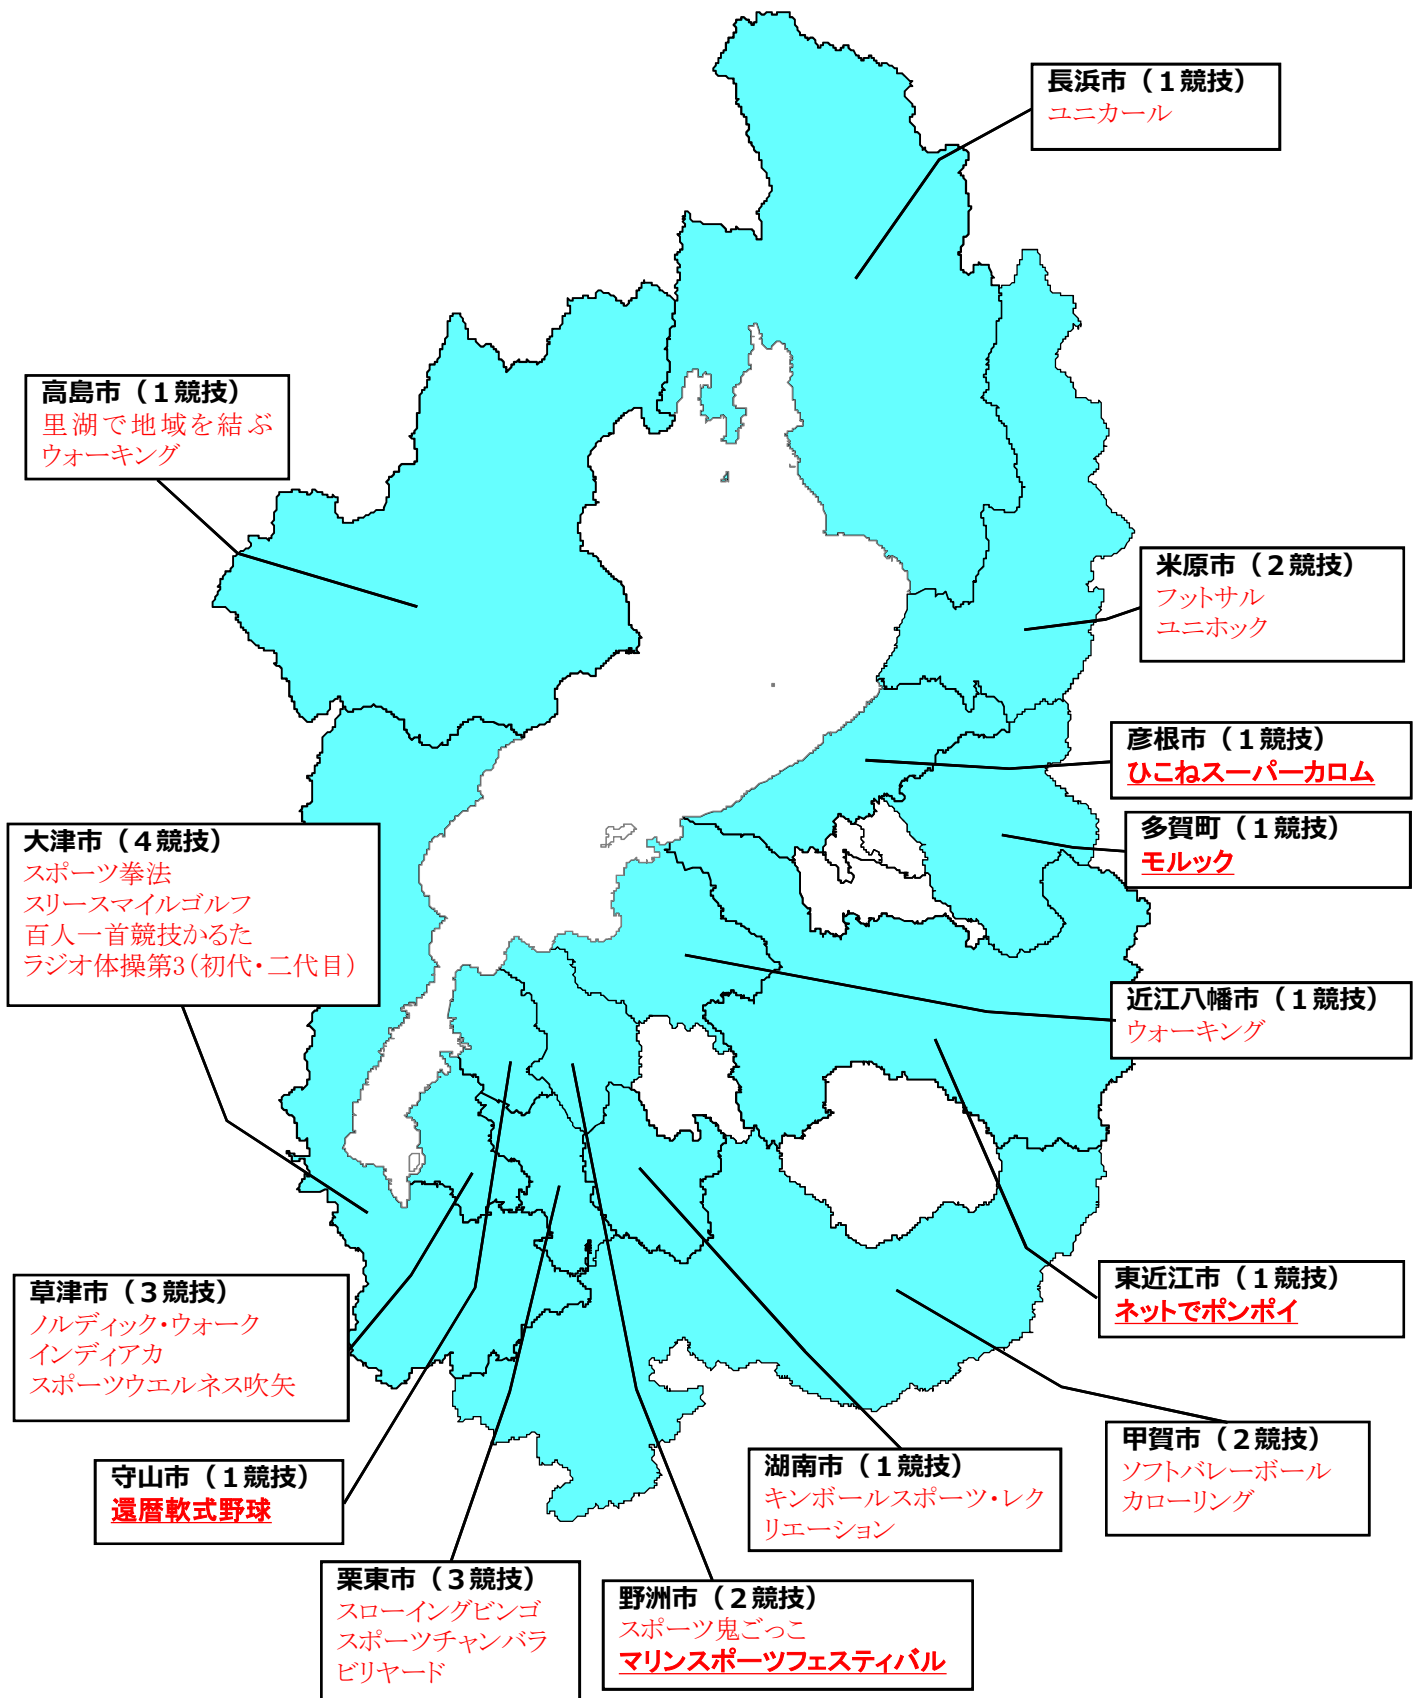 長浜市（１競技）
ユニカール
高島市（１競技）
里湖で地域を結ぶ
ウォーキング
米原市（２競技）
フットサル
ユニホック
彦根市（１競技）
ひこねスーパーカロム
多賀町（１競技）
モルック
大津市（４競技）
スポーツ拳法
スリースマイルゴルフ
百人一首競技かるた
ラジオ体操第3（初代・二代目）
近江八幡市（１競技）
ウォーキング
東近江市（１競技）
ネットでポンポイ
草津市（３競技）
ノルディック・ウォーク
インディアカ
スポーツウエルネス吹矢
甲賀市（２競技）
ソフトバレーボール
カローリング
湖南市（１競技）
キンボールスポーツ・レク
リエーション
守山市（１競技）
還暦軟式野球
栗東市（３競技）
スローイングビンゴ
スポーツチャンバラ
ビリヤード
野洲市（２競技）
スポーツ鬼ごっこ
マリンスポーツフェスティバル